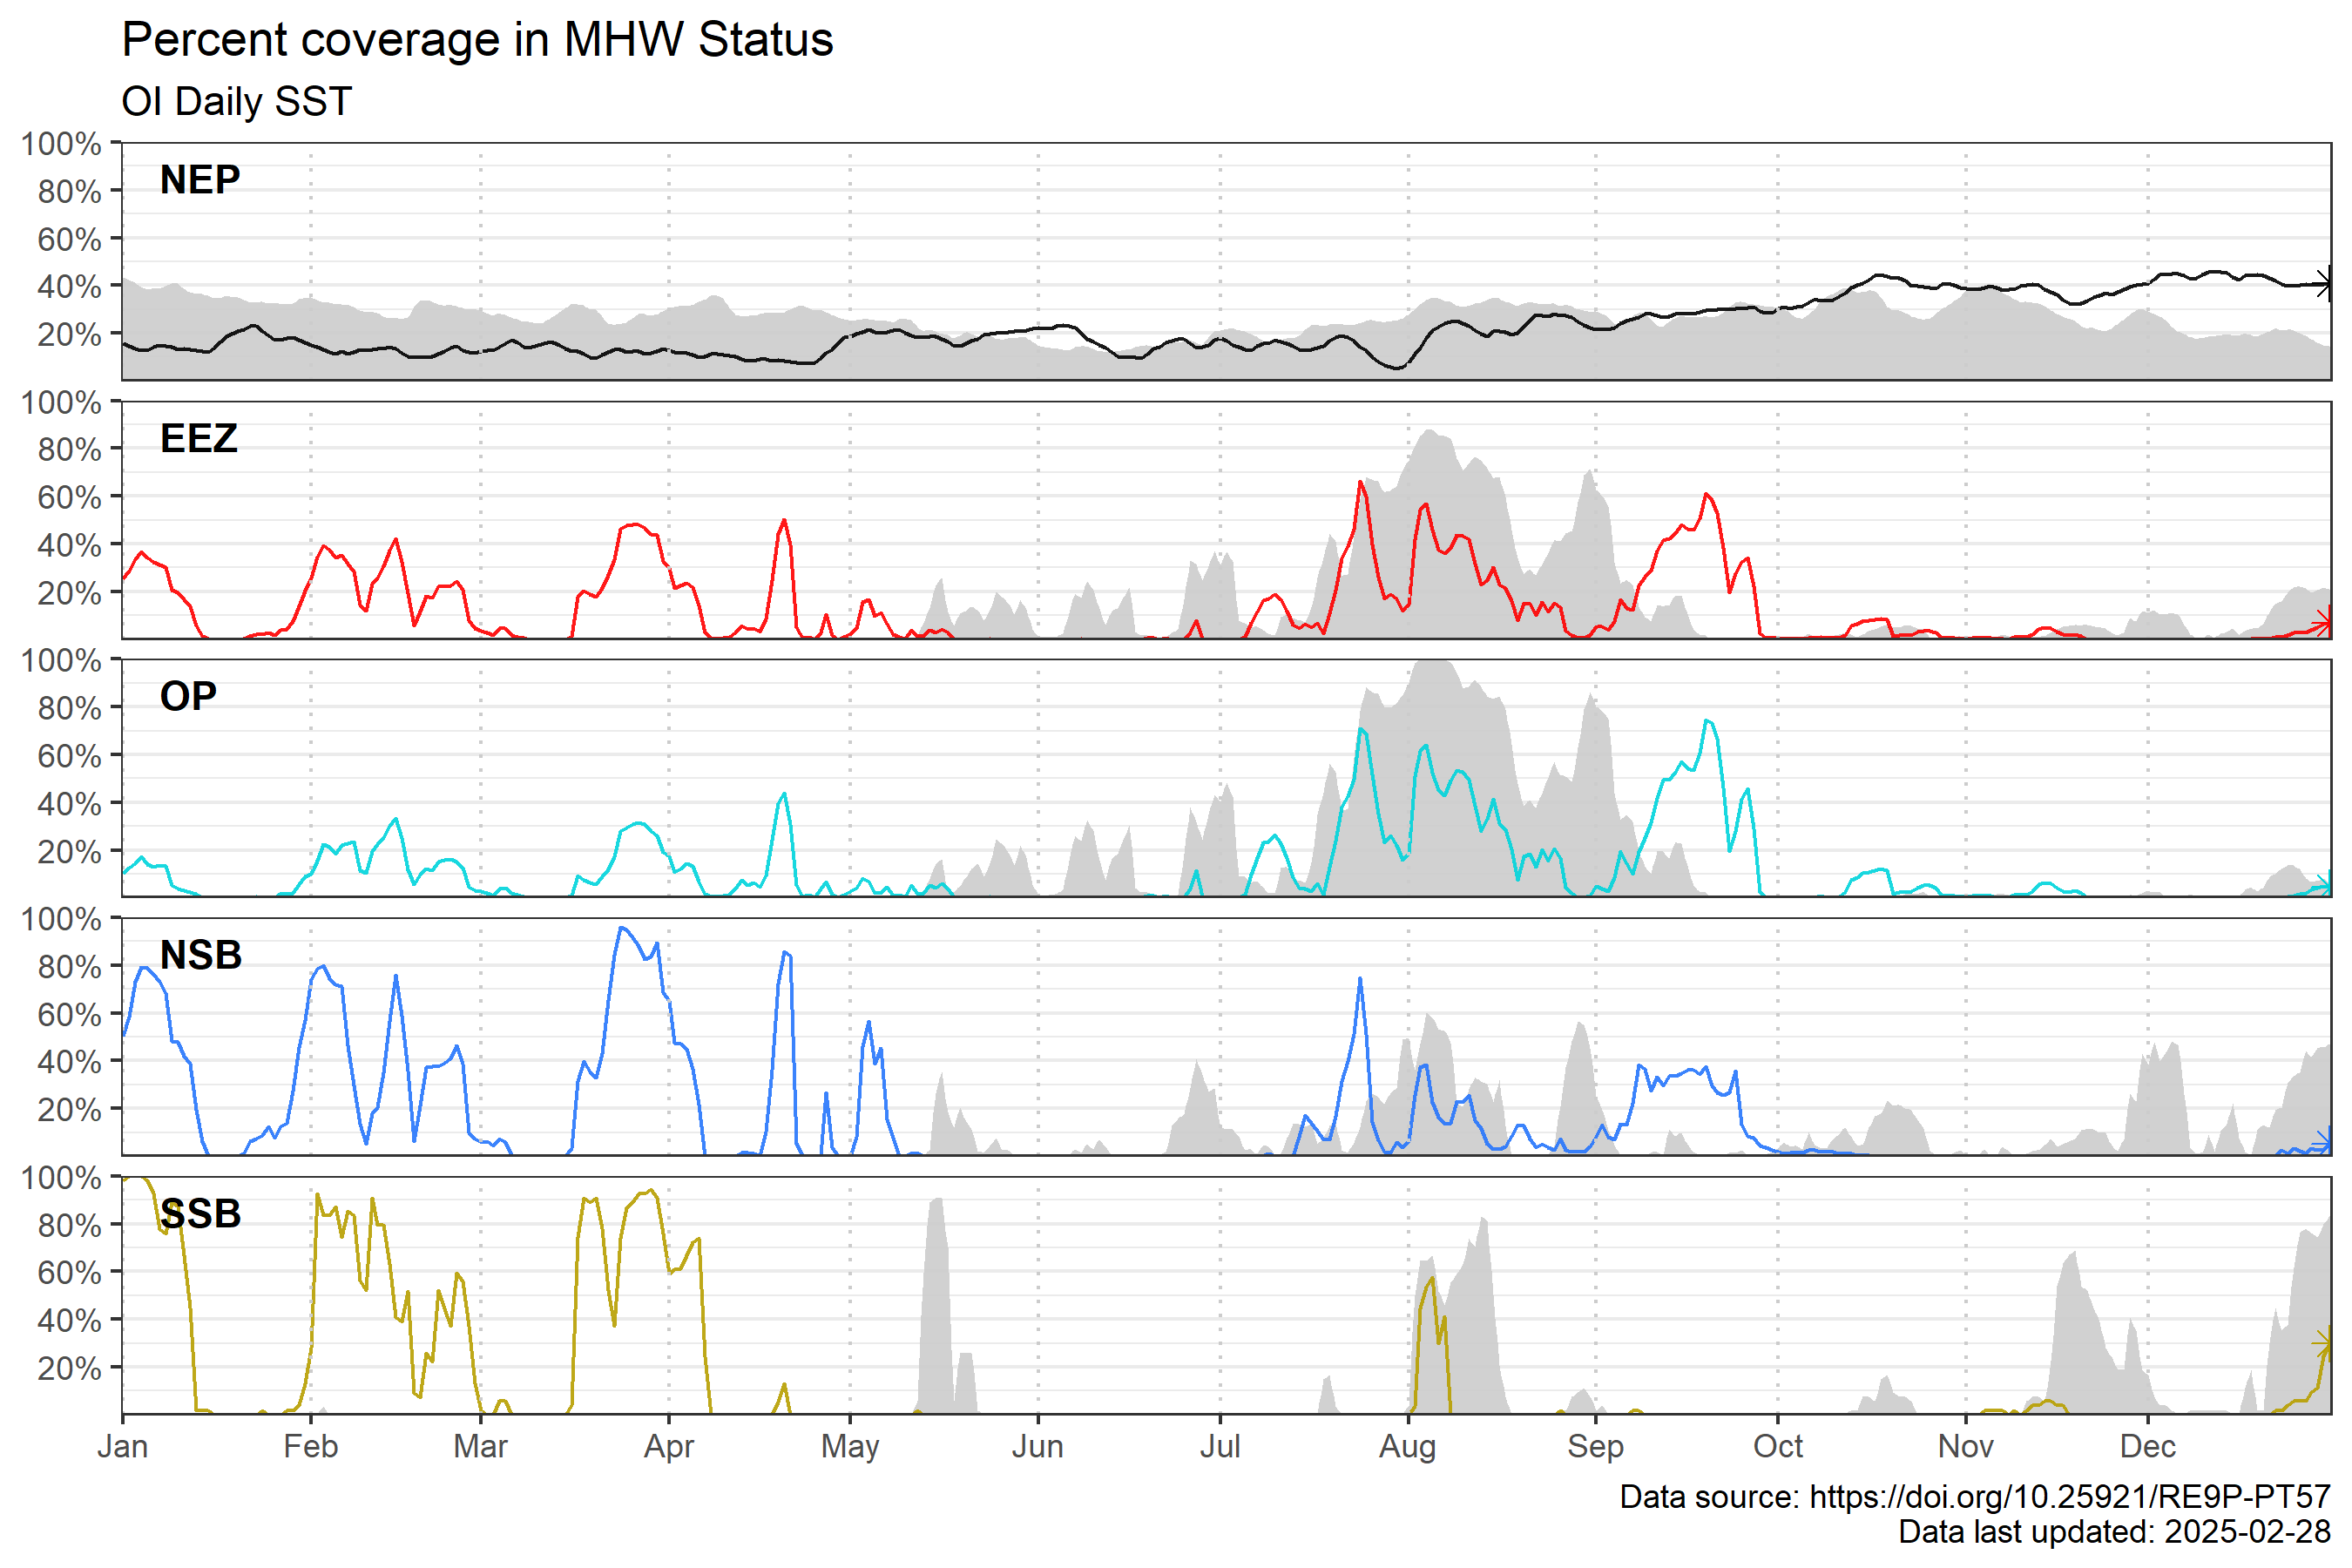 Percent coverage in MHW Status
OI Daily SST
100%
80%
60%
40%
20%
NEP
100%
80%
60%
40%
20%
EEZ
100%
80%
60%
40%
20%
OP
100%
80%
60%
40%
20%
NSB
100%
80%
60%
40%
20%
SSB
Jan Feb Mar Apr May Jun Jul Aug Sep Oct Nov Dec
Data source: https://doi.org/10.25921/RE9P-PT57
Data last updated: 2025-02-28